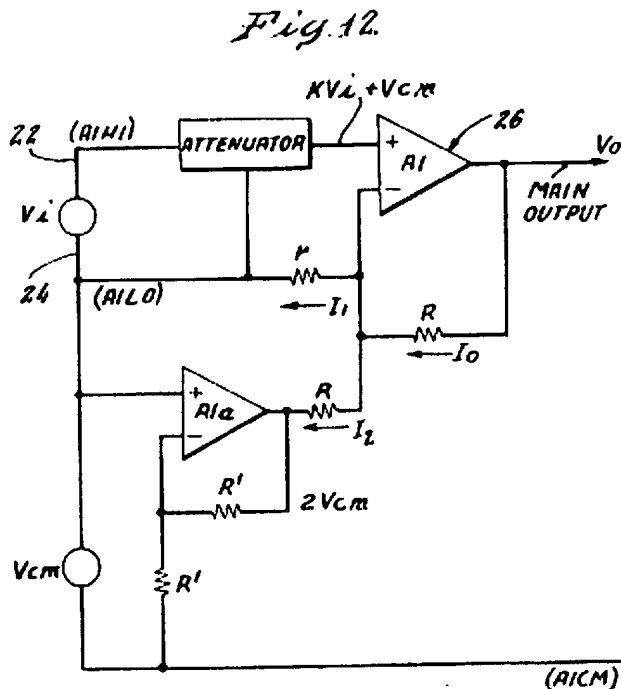 Fig. 12.
KVi + Vcm
22
(AIHI)
ATTENUATOR
+
A1
-
26
Vo
MAIN
OUTPUT
Vi
24
(AILO)
r
I1
R
Io
+
A1a
-
R
I2
R'
2Vcm
Vcm
R'
(AICM)